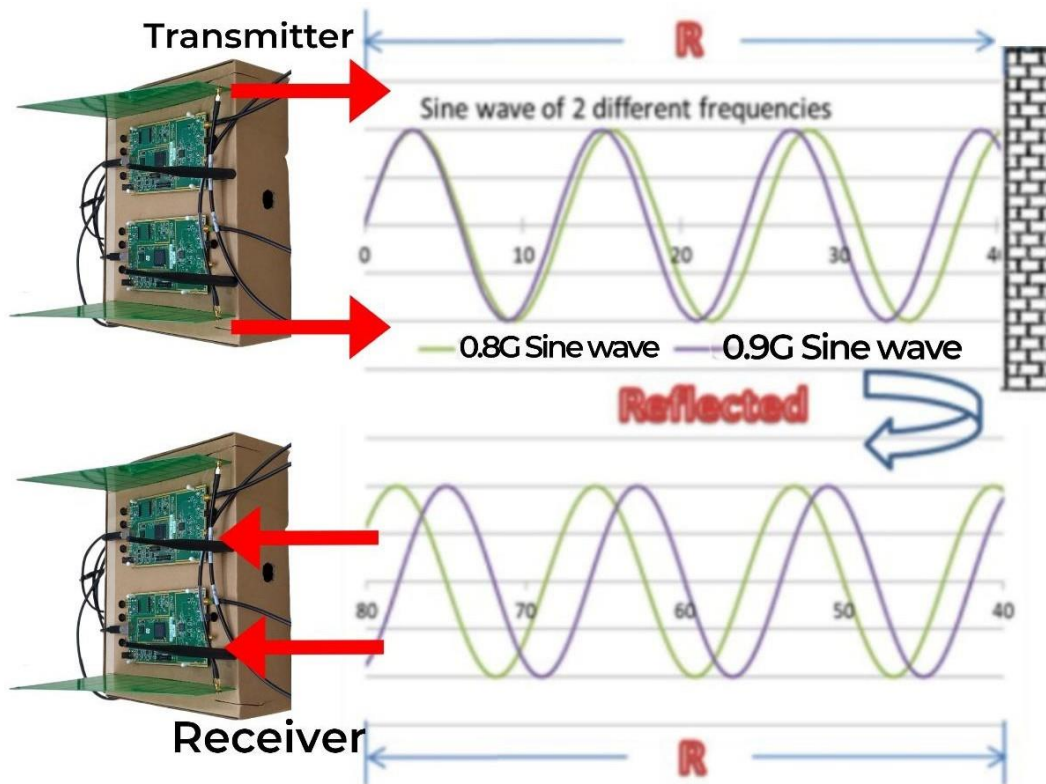 Transmitter
R
Sine wave of 2 different frequencies
0 10 20 30 4
0.8G Sine wave 0.9G Sine wave
Reflected
80 70 60 50 40
Receiver
R